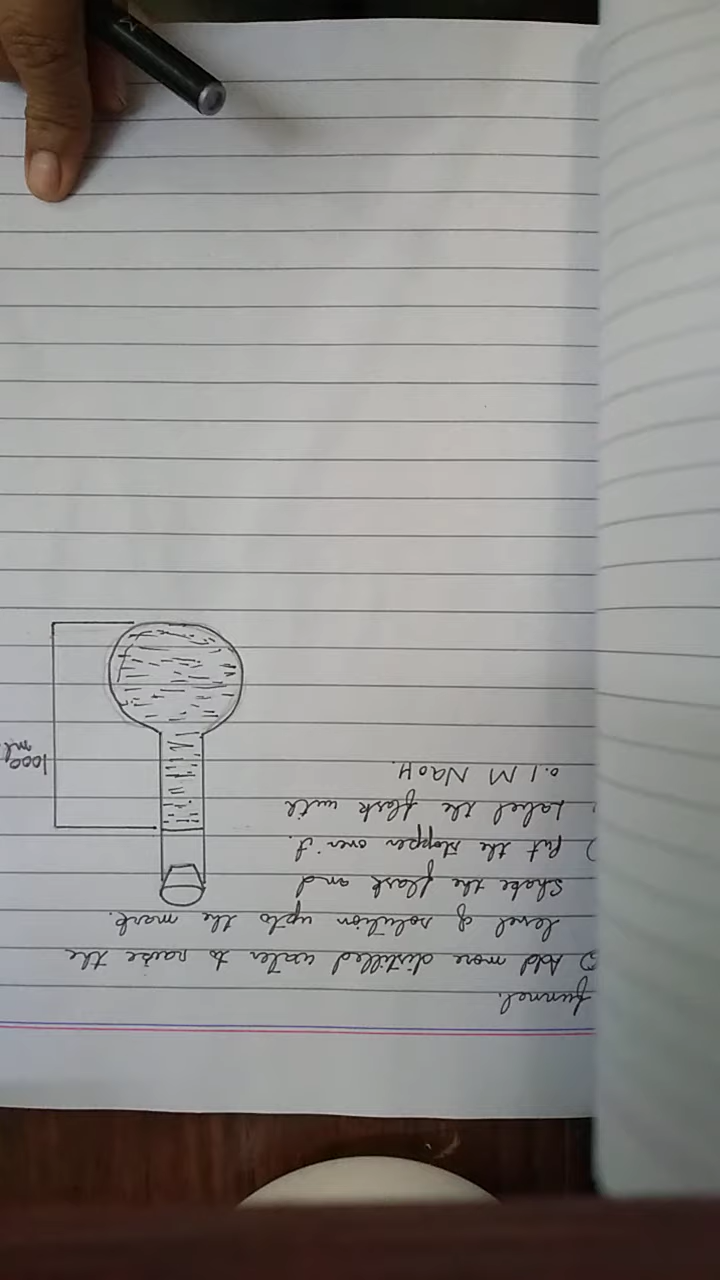 funnel.
) Add more distilled water to raise the
level of solution upto the mark.
Shake the flask and
) Put the stopper over it.
Label the flask with
0.1 M NaOH.
1000
ml